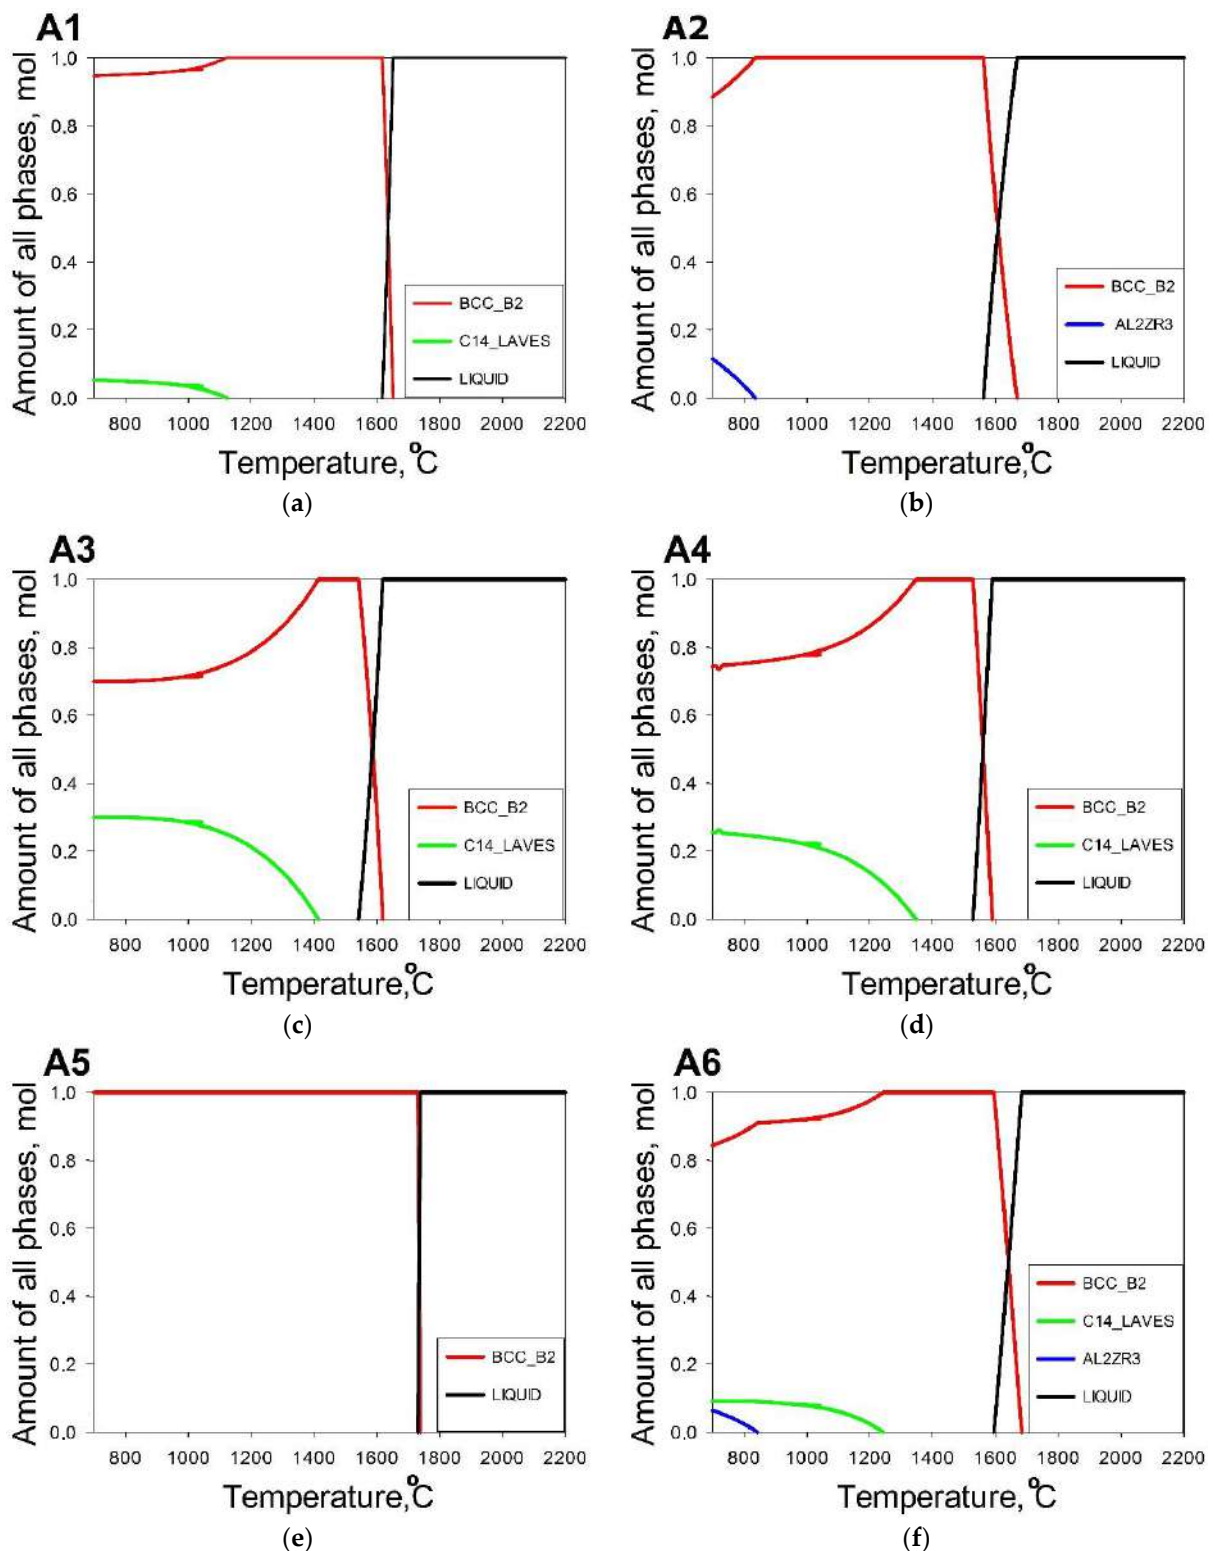 A1
Amount of all phases, mol
1.0
0.8
0.6
0.4
0.2
0.0
BCC_B2
C14_LAVES
LIQUID
800 1000 1200 1400 1600 1800 2000 2200
Temperature, °C
(a)
A2
Amount of all phases, mol
1.0
0.8
0.6
0.4
0.2
0.0
BCC_B2
AL2ZR3
LIQUID
800 1000 1200 1400 1600 1800 2000 2200
Temperature, °C
(b)
A3
Amount of all phases, mol
1.0
0.8
0.6
0.4
0.2
0.0
BCC_B2
C14_LAVES
LIQUID
800 1000 1200 1400 1600 1800 2000 2200
Temperature,°C
(c)
A4
Amount of all phases, mol
1.0
0.8
0.6
0.4
0.2
0.0
BCC_B2
C14_LAVES
LIQUID
800 1000 1200 1400 1600 1800 2000 2200
Temperature,°C
(d)
A5
Amount of all phases, mol
1.0
0.8
0.6
0.4
0.2
0.0
BCC_B2
LIQUID
800 1000 1200 1400 1600 1800 2000 2200
Temperature,°C
(e)
A6
Amount of all phases, mol
1.0
0.8
0.6
0.4
0.2
0.0
BCC_B2
C14_LAVES
AL2ZR3
LIQUID
800 1000 1200 1400 1600 1800 2000 2200
Temperature, °C
(f)